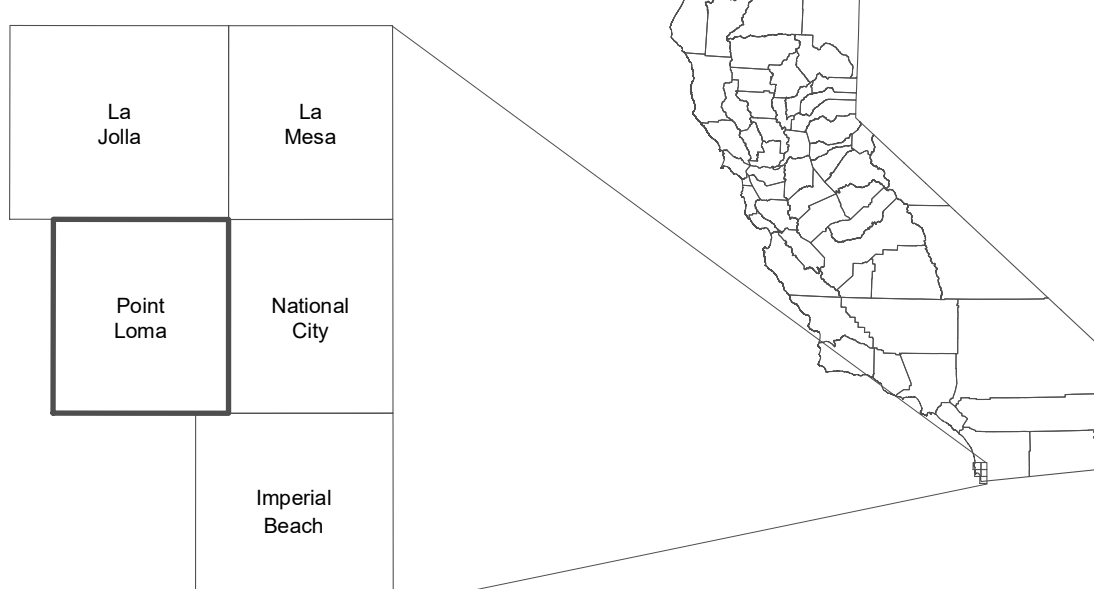 La
Jolla
La
Mesa
Point
Loma
National
City
Imperial
Beach